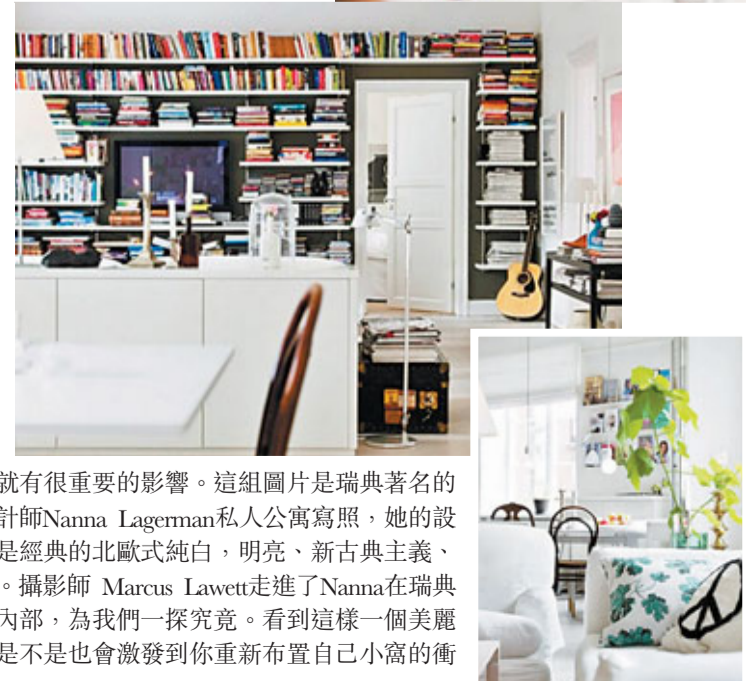 就有很重要的影響。這組圖片是瑞典著名的
計師Nanna Lagerman私人公寓寫照，她的設
是經典的北歐式純白，明亮、新古典主義、
。攝影師 Marcus Lawett走進了Nanna在瑞典
內部，為我們一探究竟。看到這樣一個美麗
是不是也會激發到你重新布置自己小窩的衝